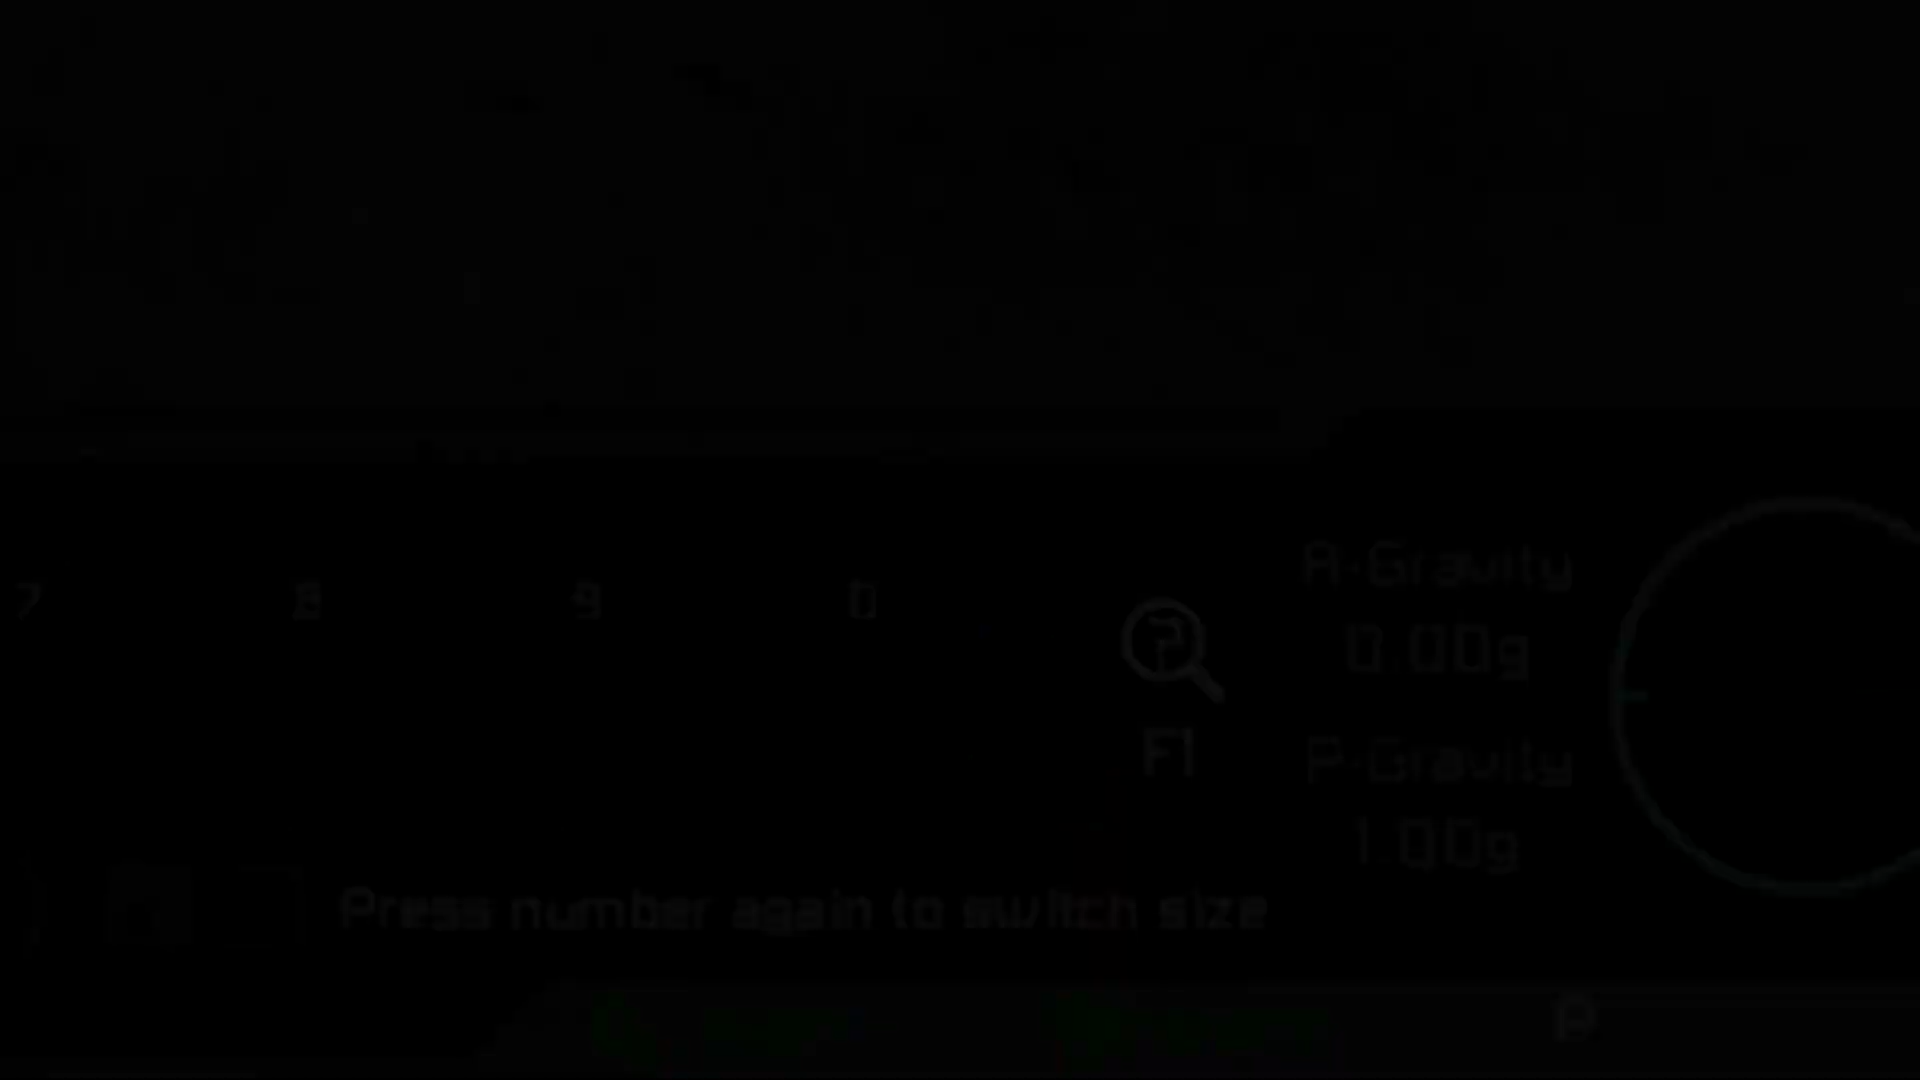 A-Gravity
7 8 9 0
?
0.00g
F1
P-Gravity
1.00g
Press number again to switch size
P